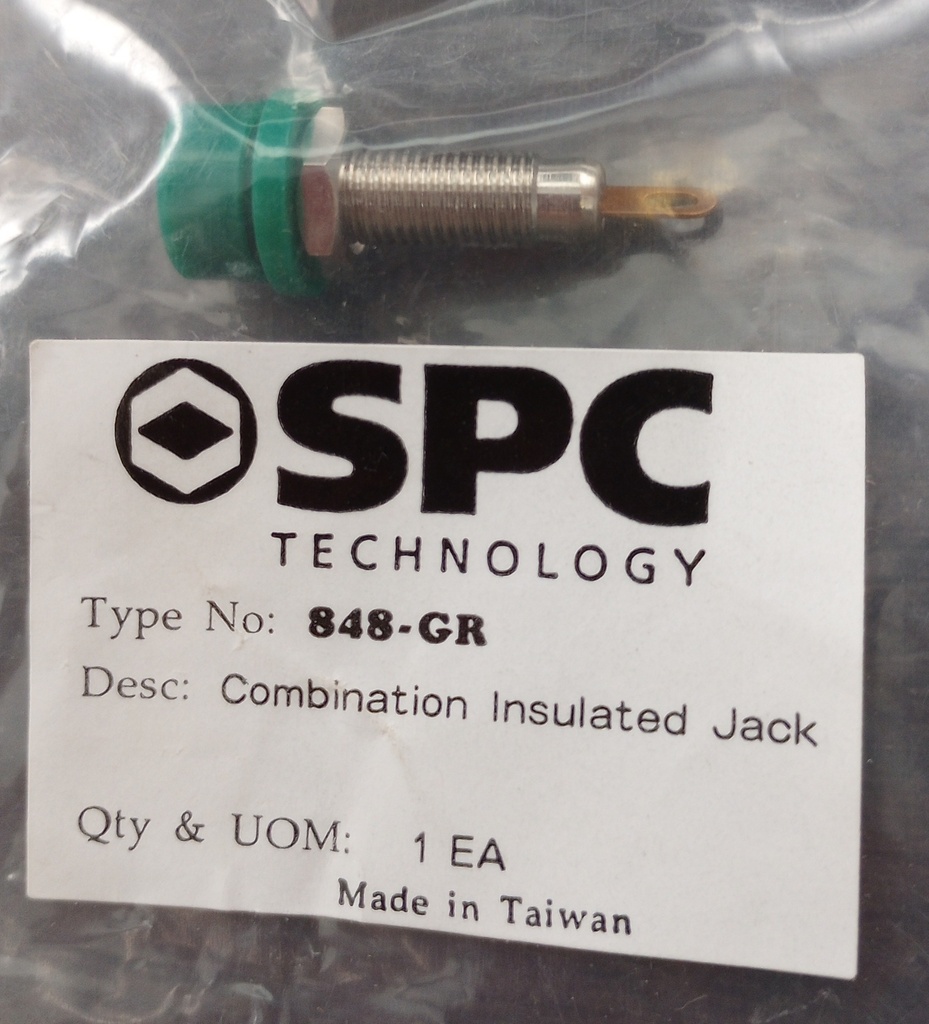 SPC
TECHNOLOGY
Type No: 848-GR
Desc: Combination Insulated Jack
Qty & UOM: 1 EA
Made in Taiwan